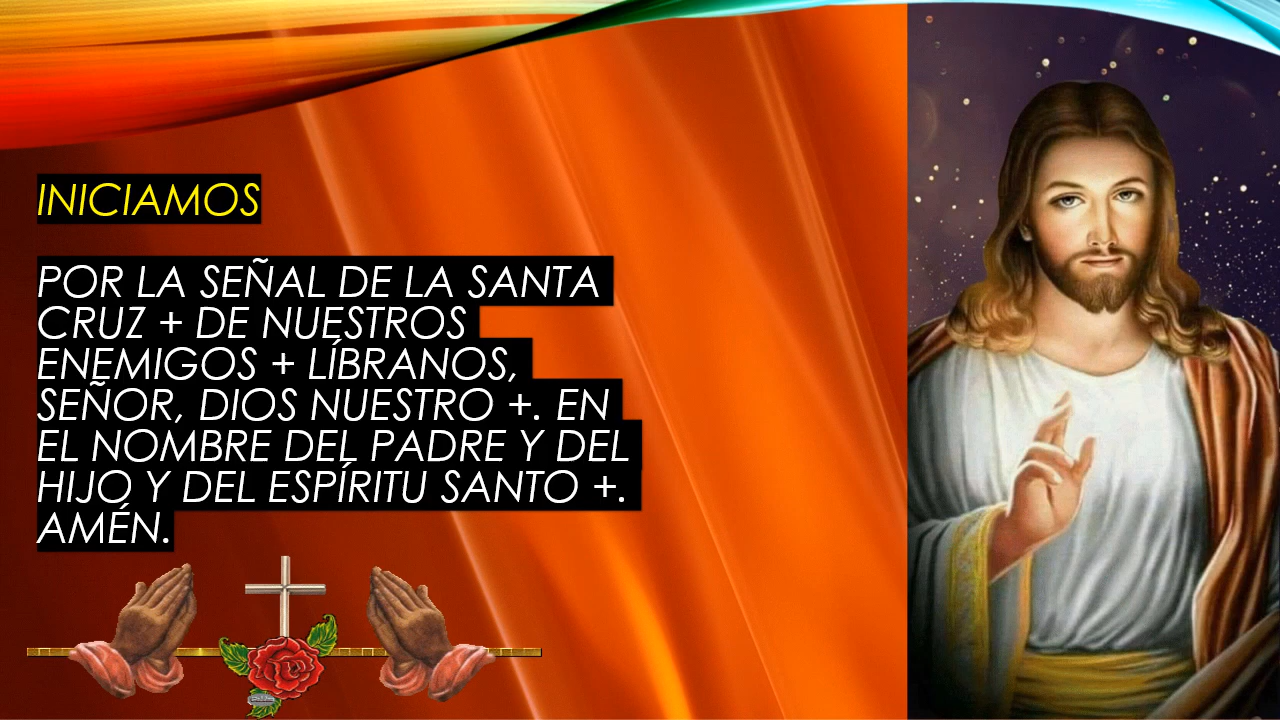 INICIAMOS
POR LA SEÑAL DE LA SANTA
CRUZ + DE NUESTROS
ENEMIGOS + LÍBRANOS,
SEÑOR, DIOS NUESTRO +. EN
EL NOMBRE DEL PADRE Y DEL
HIJO Y DEL ESPÍRITU SANTO +.
AMÉN.